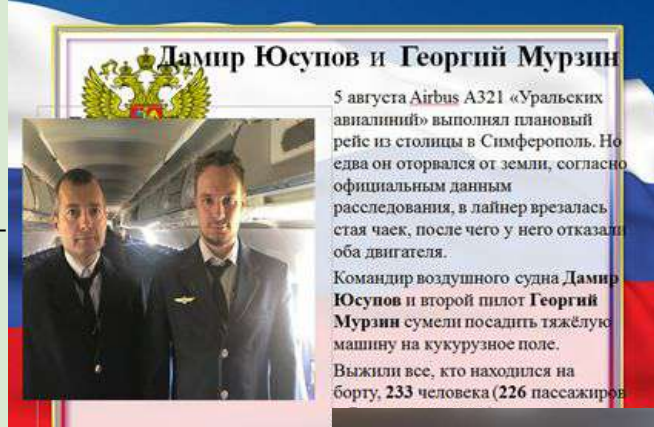 Дамир Юсупов и Георгий Мурзин
5 августа Airbus A321 «Уральских
авиалиний» выполнял плановый
рейс из столицы в Симферополь. Но
едва он оторвался от земли, согласно
официальным данным
расследования, в лайнер врезалась
стая чаек, после чего у него отказали
оба двигателя.
Командир воздушного судна Дамир
Юсупов и второй пилот Георгий
Мурзин сумели посадить тяжёлую
машину на кукурузное поле.
Выжили все, кто находился на
борту, 233 человека (226 пассажиров